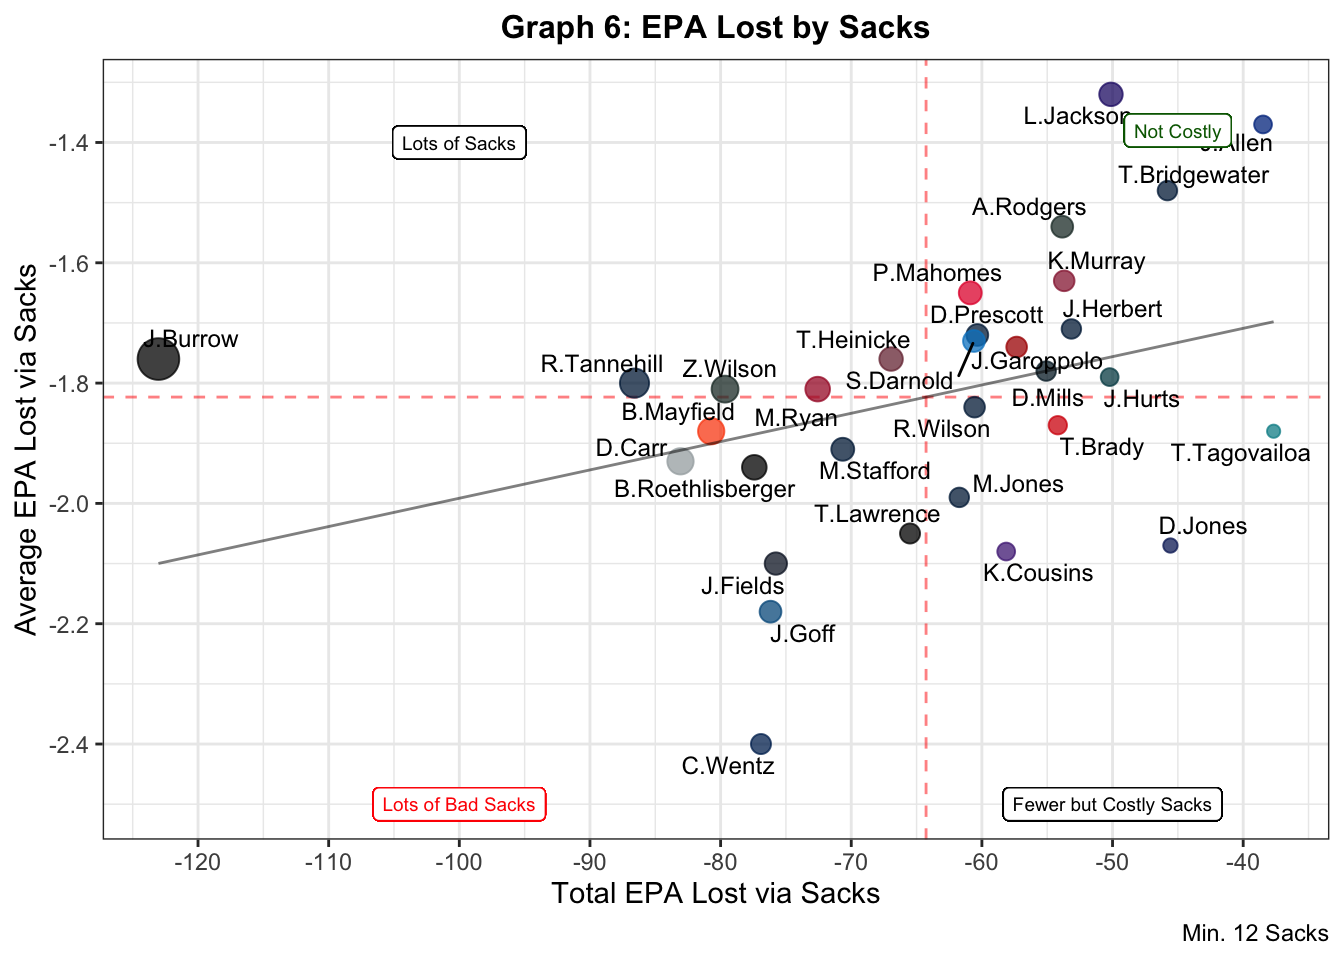 Graph 6: EPA Lost by Sacks
Average EPA Lost via Sacks
-1.4
-1.6
-1.8
-2.0
-2.2
-2.4
L.Jackson
Lots of Sacks
Not Costly
J.Allen
T.Bridgewater
A.Rodgers
K.Murray
P.Mahomes
J.Herbert
D.Prescott
J.Burrow
T.Heinicke
J.Garoppolo
R.Tannehill
Z.Wilson
S.Darnold
D.Mills
J.Hurts
B.Mayfield
M.Ryan
R.Wilson
D.Carr
T.Brady
T.Tagovailoa
M.Stafford
B.Roethlisberger
M.Jones
T.Lawrence
D.Jones
K.Cousins
J.Fields
J.Goff
C.Wentz
Lots of Bad Sacks
Fewer but Costly Sacks
-120
-110
-100
-90
-80
-70
-60
-50
-40
Total EPA Lost via Sacks
Min. 12 Sacks